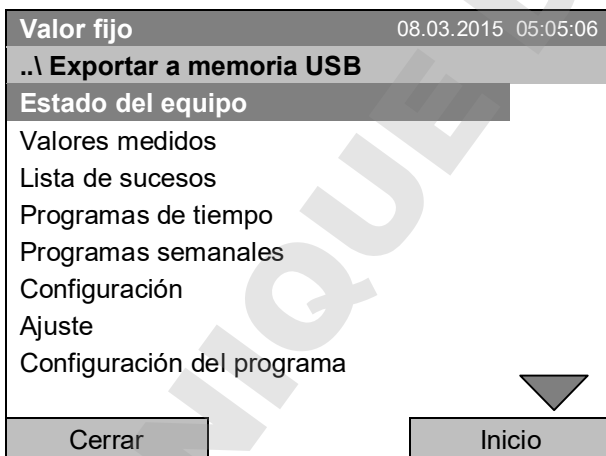 Valor fijo 08.03.2015 05:05:06
..\ Exportar a memoria USB
Estado del equipo
Valores medidos
Lista de sucesos
Programas de tiempo
Programas semanales
Configuración
Ajuste
Configuración del programa
Cerrar Inicio